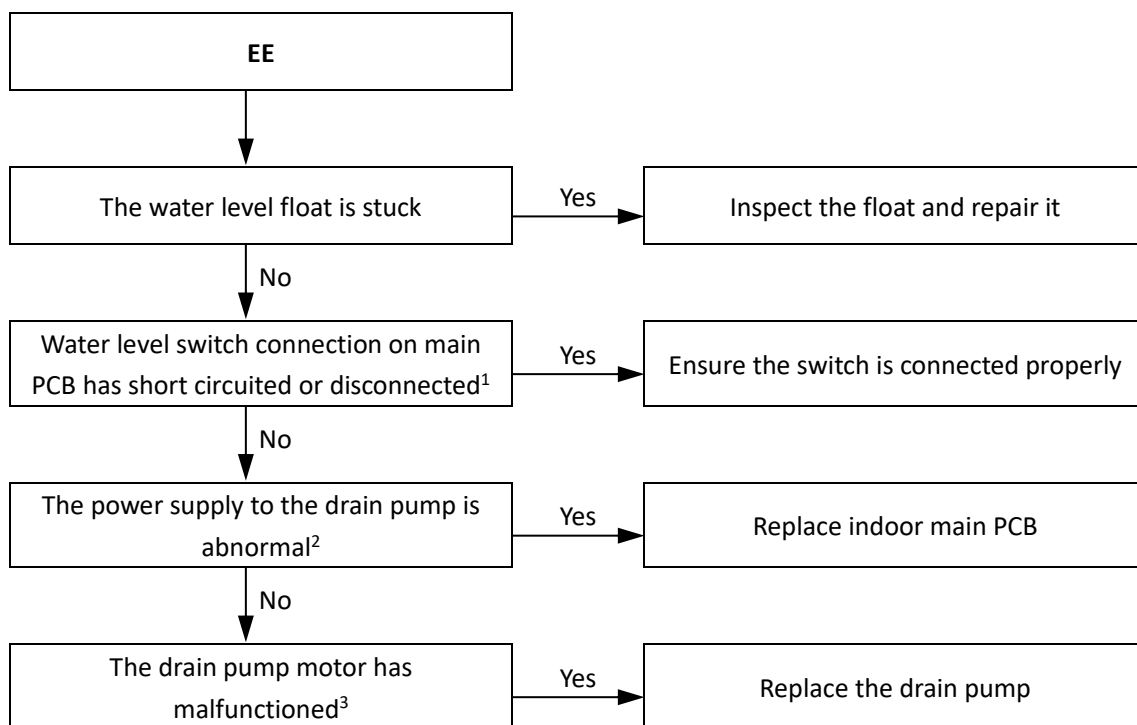 EE
The water level float is stuck
Yes
Inspect the float and repair it
No
Water level switch connection on main
PCB has short circuited or disconnected¹
Yes
Ensure the switch is connected properly
No
The power supply to the drain pump is
abnormal²
Yes
Replace indoor main PCB
No
The drain pump motor has
malfunctioned³
Yes
Replace the drain pump